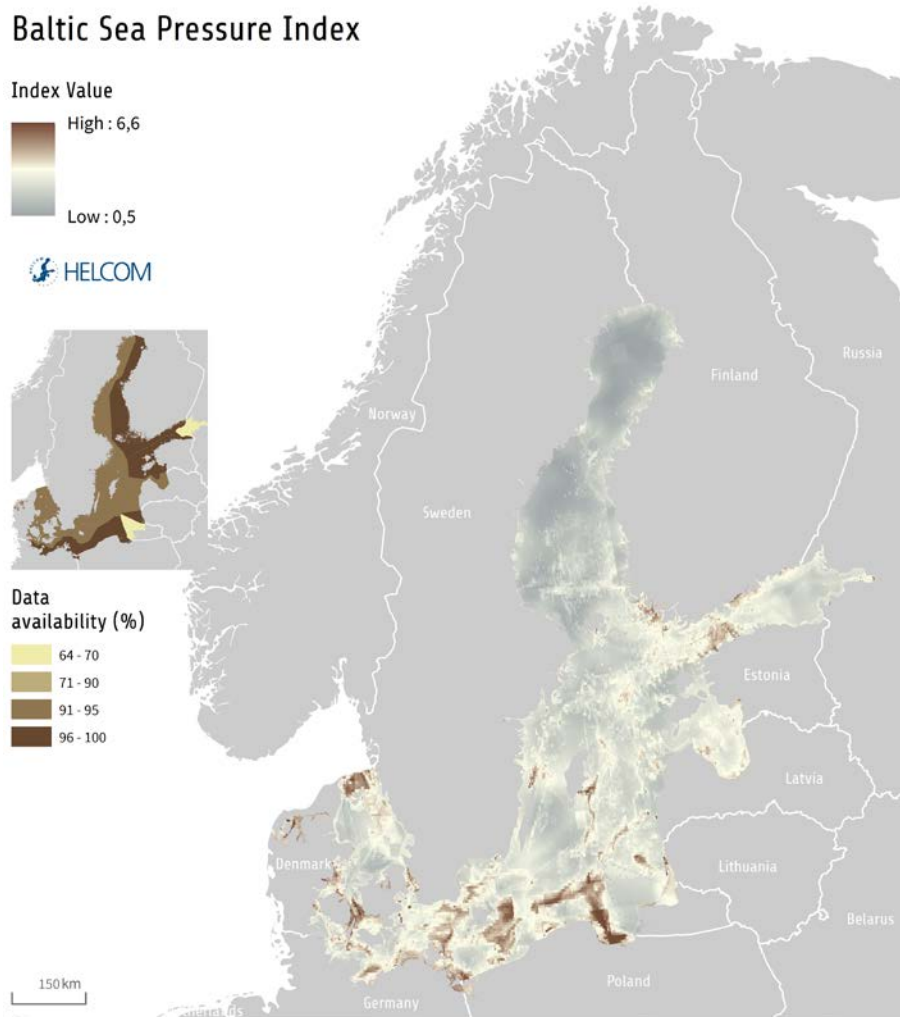 Baltic Sea Pressure Index
Index Value
High : 6,6
Low : 0,5
HELCOM
Data
availability (%)
64 - 70
71 - 90
91 - 95
96 - 100
150 km
Norway
Sweden
Finland
Russia
Estonia
Latvia
Lithuania
Belarus
Denmark
Germany
Poland